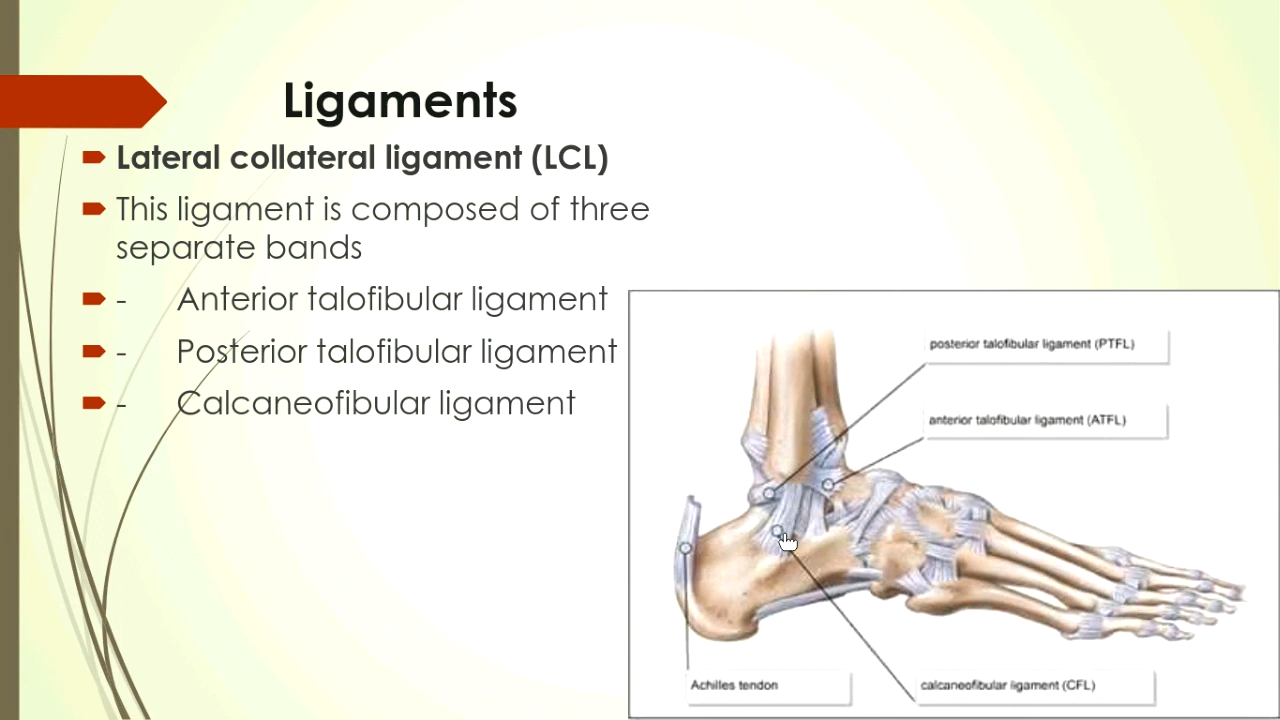 Ligaments
Lateral collateral ligament (LCL)
This ligament is composed of three
separate bands
- Anterior talofibular ligament
- Posterior talofibular ligament
- Calcaneofibular ligament
posterior talofibular ligament (PTFL)
anterior talofibular ligament (ATFL)
Achilles tendon
calcaneofibular ligament (CFL)